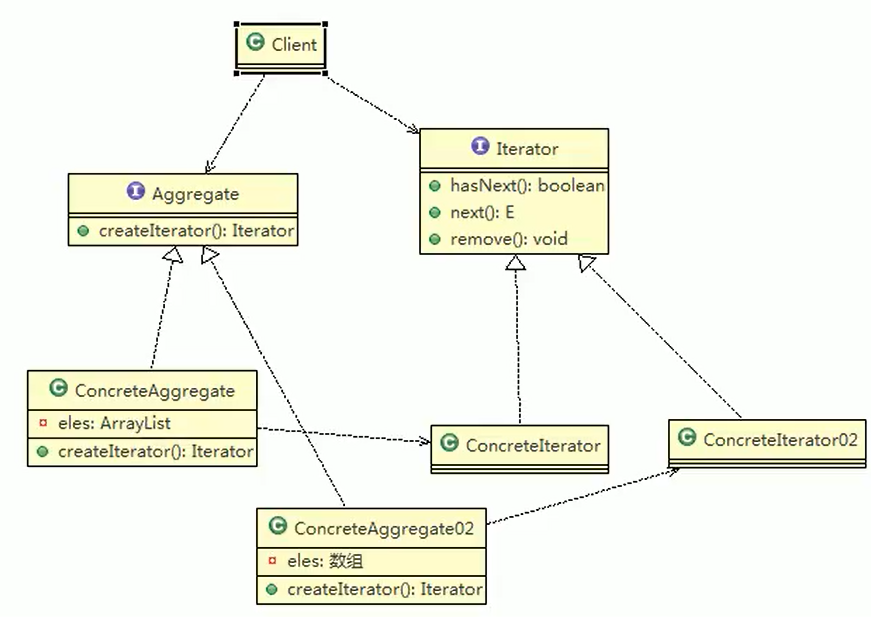 Client
Iterator
hasNext(): boolean
next(): E
remove(): void
Aggregate
createIterator(): Iterator
ConcreteAggregate
eles: ArrayList
createIterator(): Iterator
ConcreteIterator
ConcreteIterator02
ConcreteAggregate02
eles: 数组
createIterator(): Iterator